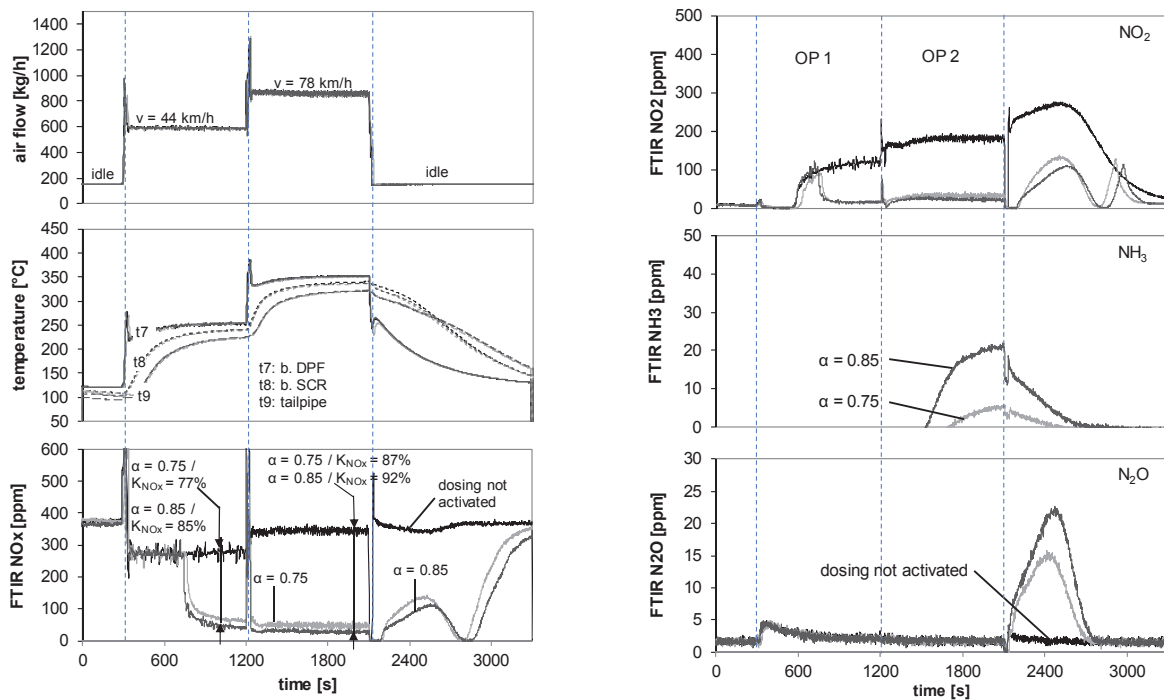 1400
1200
1000
800
600
400
200
0
air flow [kg/h]
idle
v = 44 km/h
v = 78 km/h
idle
450
400
350
300
250
200
150
100
50
temperature [°C]
t7
t8
t9
t7: b. DPF
t8: b. SCR
t9: tailpipe
600
500
400
300
200
100
0
FTIR NOx [ppm]
α = 0.75 /
KNOx = 77%
α = 0.85 /
KNOx = 85%
α = 0.75 / KNOx = 87%
α = 0.85 / KNOx = 92%
dosing not
activated
α = 0.75
α = 0.85
0 600 1200 1800 2400 3000
time [s]
500
400
300
200
100
0
FTIR NO2 [ppm]
OP 1
OP 2
NO2
50
40
30
20
10
0
FTIR NH3 [ppm]
NH3
α = 0.85
α = 0.75
30
25
20
15
10
5
0
FTIR N2O [ppm]
N2O
dosing not activated
0 600 1200 1800 2400 3000
time [s]